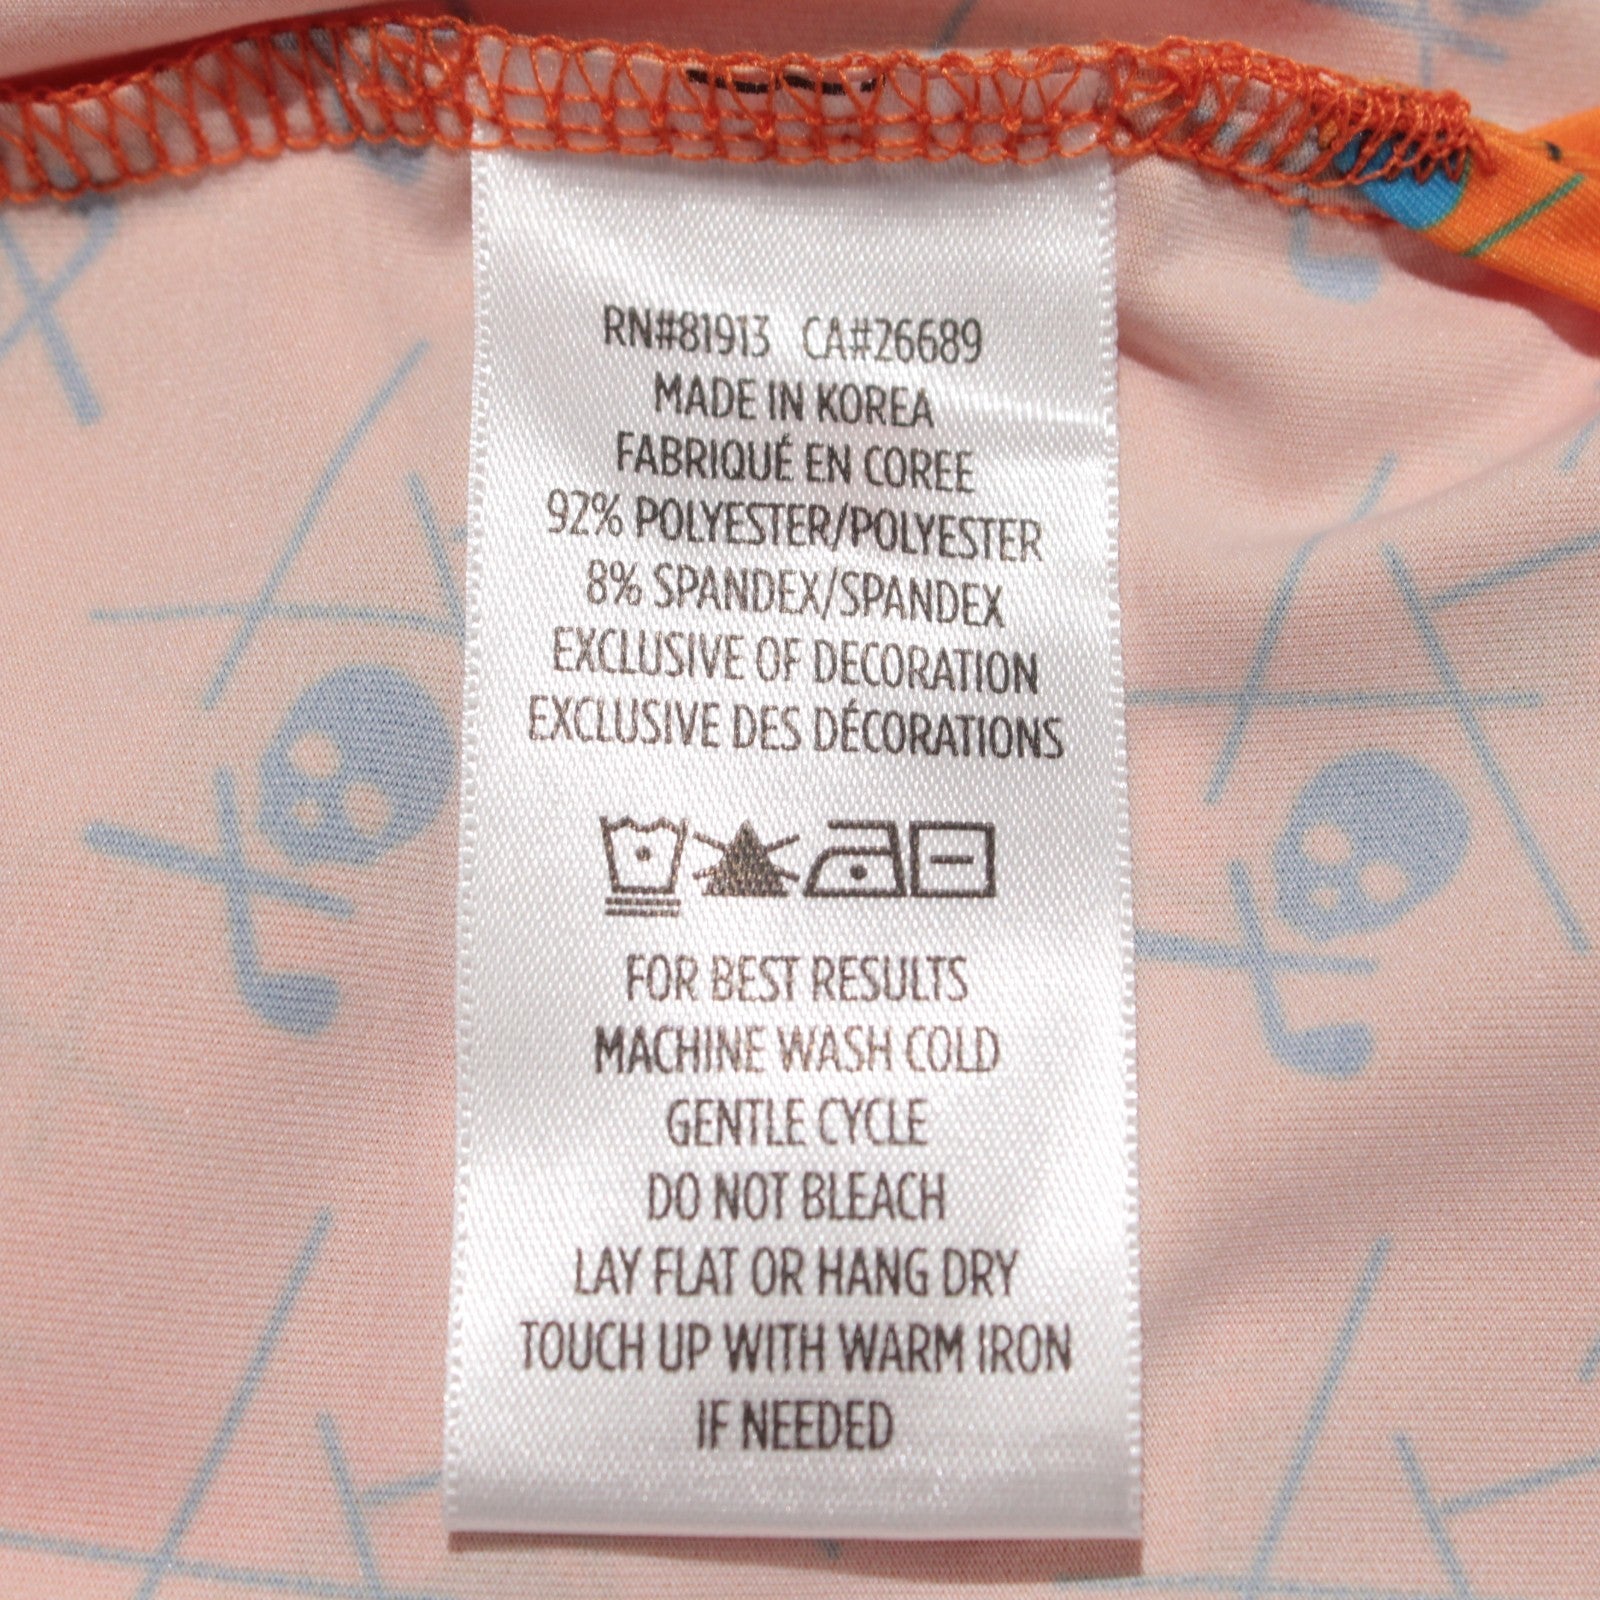 RN#81913 CA#26689
MADE IN KOREA
FABRIQUÉ EN COREE
92% POLYESTER/POLYESTER
8% SPANDEX/SPANDEX
EXCLUSIVE OF DECORATION
EXCLUSIVE DES DÉCORATIONS
FOR BEST RESULTS
MACHINE WASH COLD
GENTLE CYCLE
DO NOT BLEACH
LAY FLAT OR HANG DRY
TOUCH UP WITH WARM IRON
IF NEEDED